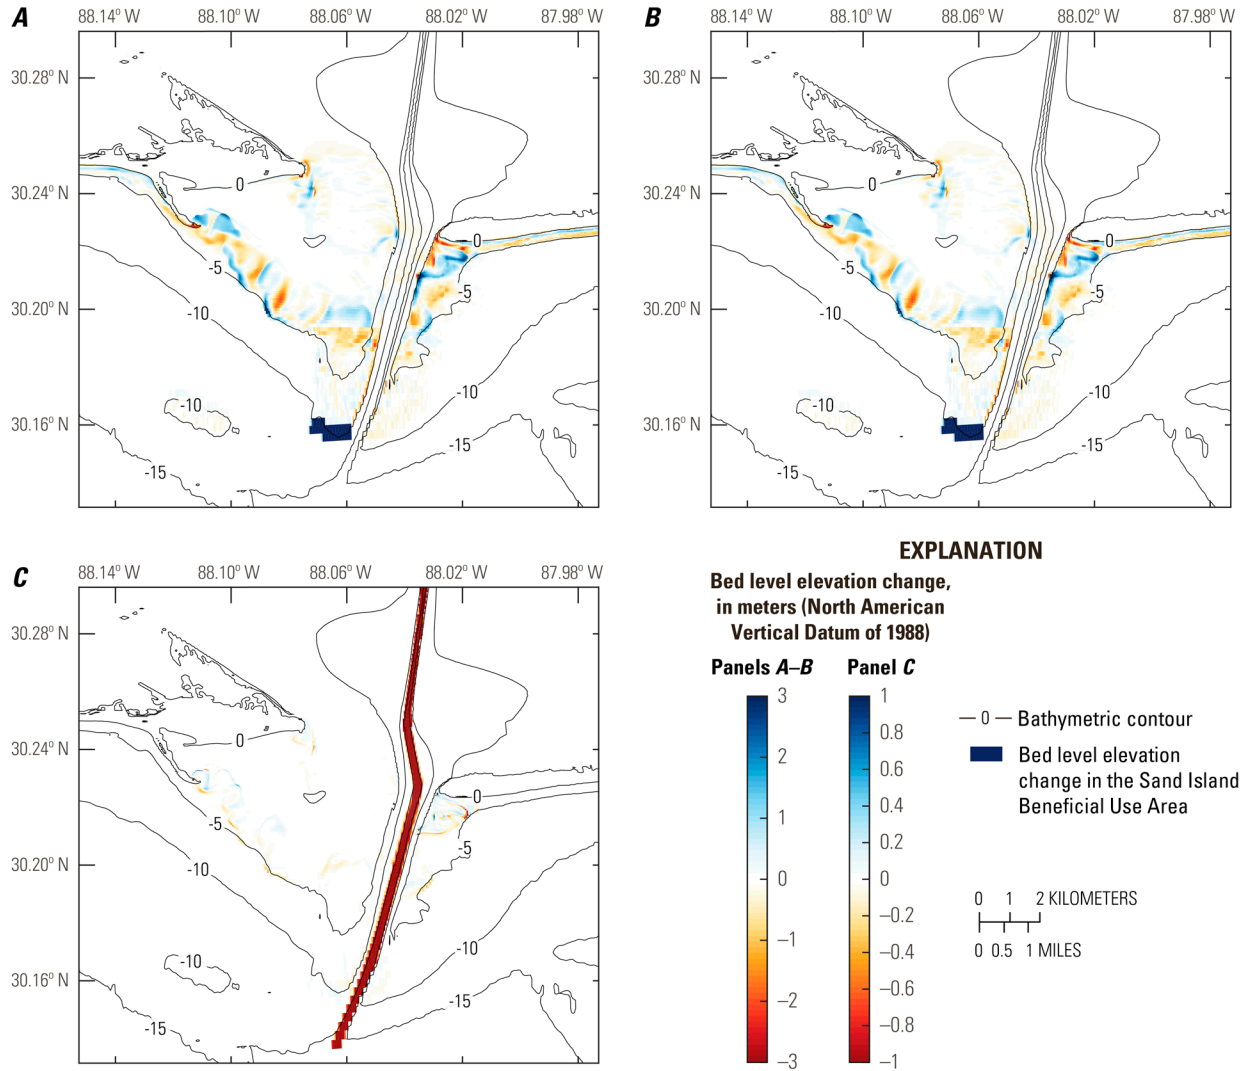 A
88.14° W 88.10° W 88.06° W 88.02° W 87.98° W
30.28° N
30.24° N
30.20° N
30.16° N
0
0
-5
-5
-10
-10
-10
-15
-15
B
88.14° W 88.10° W 88.06° W 88.02° W 87.98° W
30.28° N
30.24° N
30.20° N
30.16° N
0
0
-5
-5
-10
-10
-10
-15
-15
C
88.14° W 88.10° W 88.06° W 88.02° W 87.98° W
30.28° N
30.24° N
30.20° N
30.16° N
0
0
-5
-5
-10
-10
-10
-15
-15
EXPLANATION
Bed level elevation change,
in meters (North American
Vertical Datum of 1988)
Panels A–B
3
2
1
0
–1
–2
–3
Panel C
1
0.8
0.6
0.4
0.2
0
–0.2
–0.4
–0.6
–0.8
–1
0 Bathymetric contour
Bed level elevation
change in the Sand Island
Beneficial Use Area
0 1 2 KILOMETERS
0 0.5 1 MILES